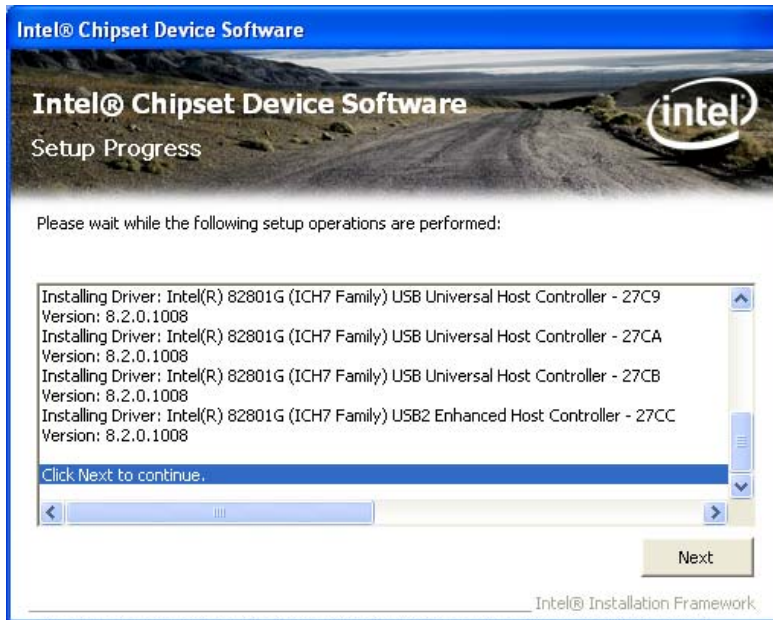 Intel® Chipset Device Software
Intel® Chipset Device Software
intel
Setup Progress
Please wait while the following setup operations are performed:
Installing Driver: Intel(R) 82801G (ICH7 Family) USB Universal Host Controller - 27C9
Version: 8.2.0.1008
Installing Driver: Intel(R) 82801G (ICH7 Family) USB Universal Host Controller - 27CA
Version: 8.2.0.1008
Installing Driver: Intel(R) 82801G (ICH7 Family) USB Universal Host Controller - 27CB
Version: 8.2.0.1008
Installing Driver: Intel(R) 82801G (ICH7 Family) USB2 Enhanced Host Controller - 27CC
Version: 8.2.0.1008
Click Next to continue.
Next
Intel® Installation Framework